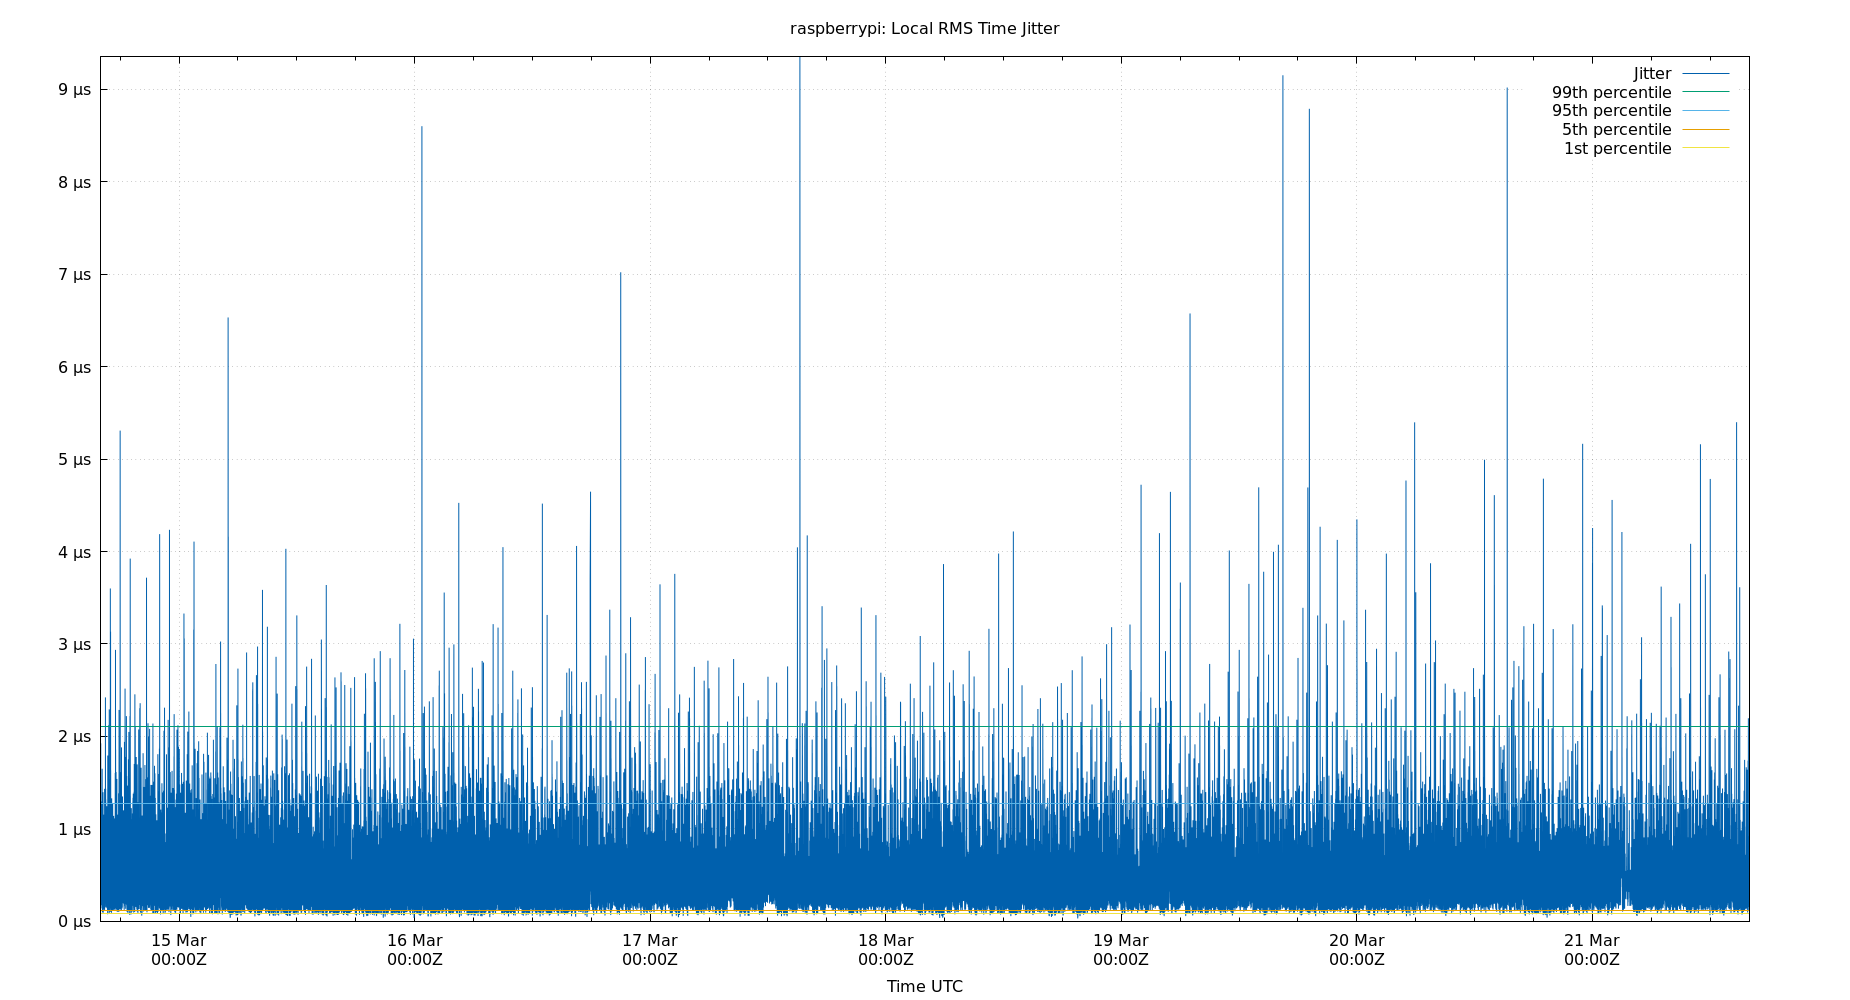 raspberrypi: Local RMS Time Jitter
Jitter
99th percentile
95th percentile
5th percentile
1st percentile
9 µs
8 µs
7 µs
6 µs
5 µs
4 µs
3 µs
2 µs
1 µs
0 µs
15 Mar 16 Mar 17 Mar 18 Mar 19 Mar 20 Mar 21 Mar
00:00Z 00:00Z 00:00Z 00:00Z 00:00Z 00:00Z 00:00Z
Time UTC